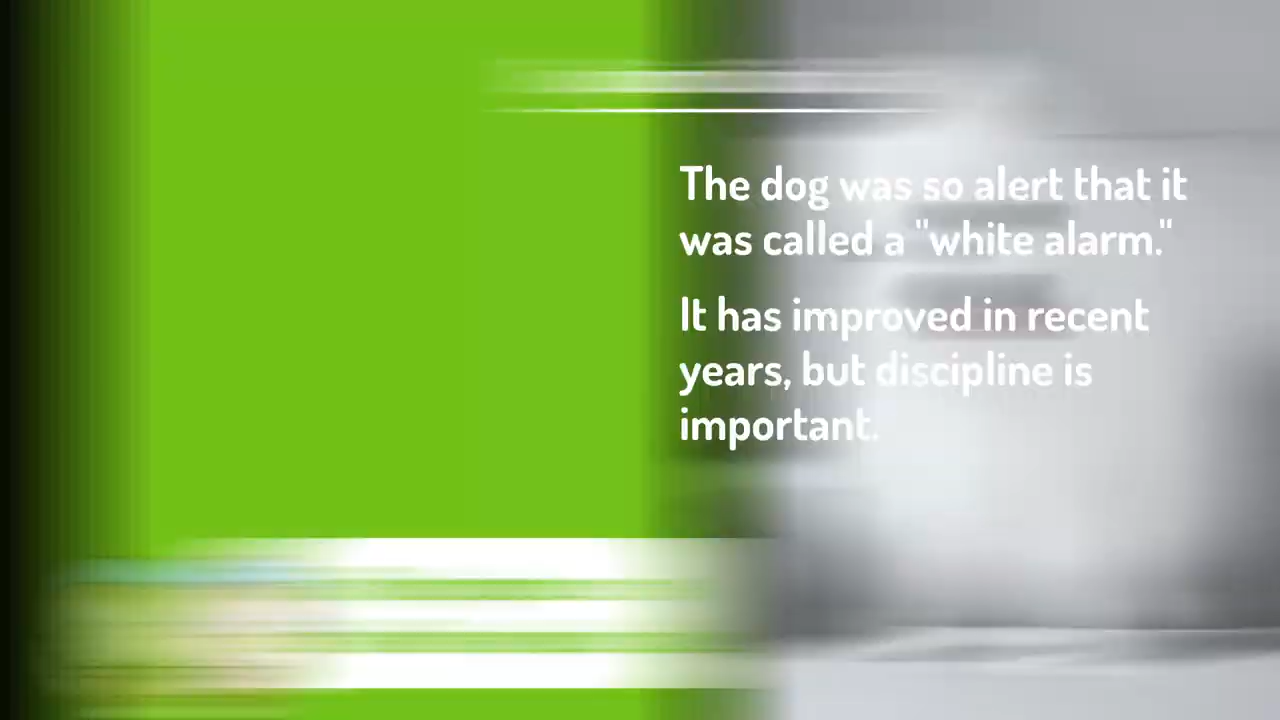 The dog was so alert that it
was called a "white alarm."
It has improved in recent
years, but discipline is
important.